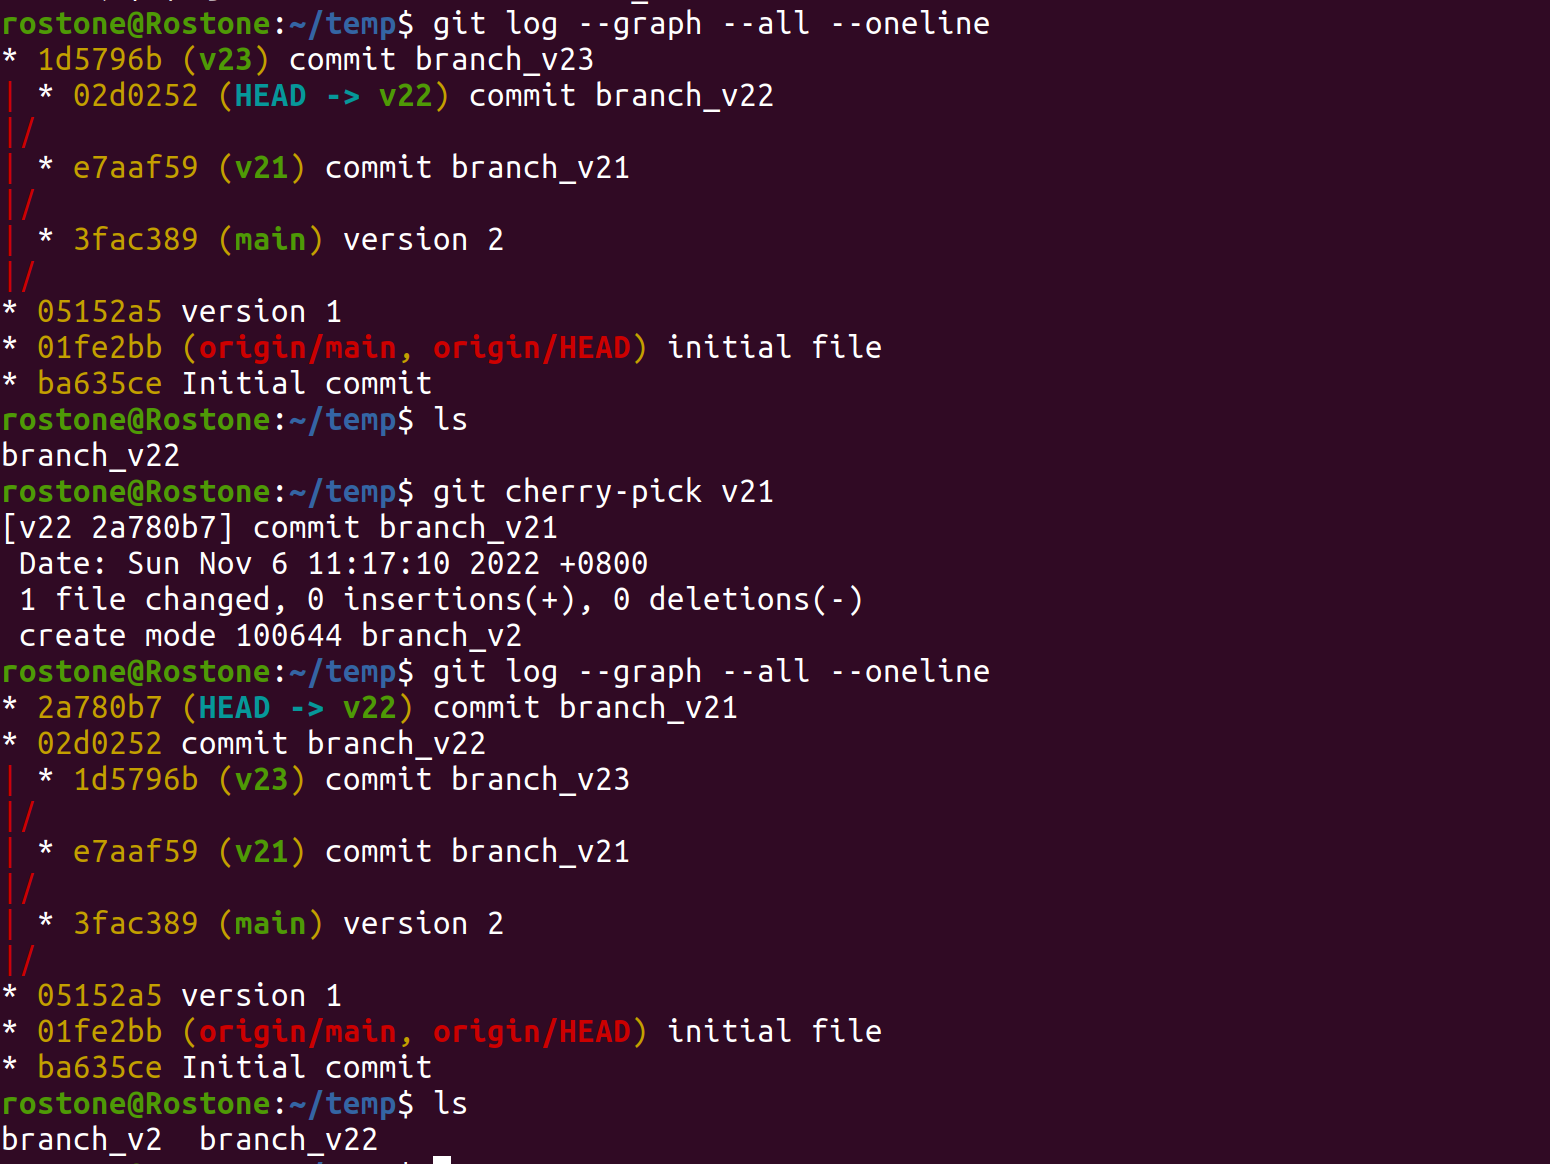 rostone@Rostone:~/temp$ git log --graph --all --oneline
* 1d5796b (v23) commit branch_v23
| * 02d0252 (HEAD -> v22) commit branch_v22
|/
| * e7aaf59 (v21) commit branch_v21
|/
| * 3fac389 (main) version 2
|/
* 05152a5 version 1
* 01fe2bb (origin/main, origin/HEAD) initial file
* ba635ce Initial commit
rostone@Rostone:~/temp$ ls
branch_v22
rostone@Rostone:~/temp$ git cherry-pick v21
[v22 2a780b7] commit branch_v21
 Date: Sun Nov 6 11:17:10 2022 +0800
 1 file changed, 0 insertions(+), 0 deletions(-)
 create mode 100644 branch_v2
rostone@Rostone:~/temp$ git log --graph --all --oneline
* 2a780b7 (HEAD -> v22) commit branch_v21
* 02d0252 commit branch_v22
| * 1d5796b (v23) commit branch_v23
|/
| * e7aaf59 (v21) commit branch_v21
|/
| * 3fac389 (main) version 2
|/
* 05152a5 version 1
* 01fe2bb (origin/main, origin/HEAD) initial file
* ba635ce Initial commit
rostone@Rostone:~/temp$ ls
branch_v2  branch_v22